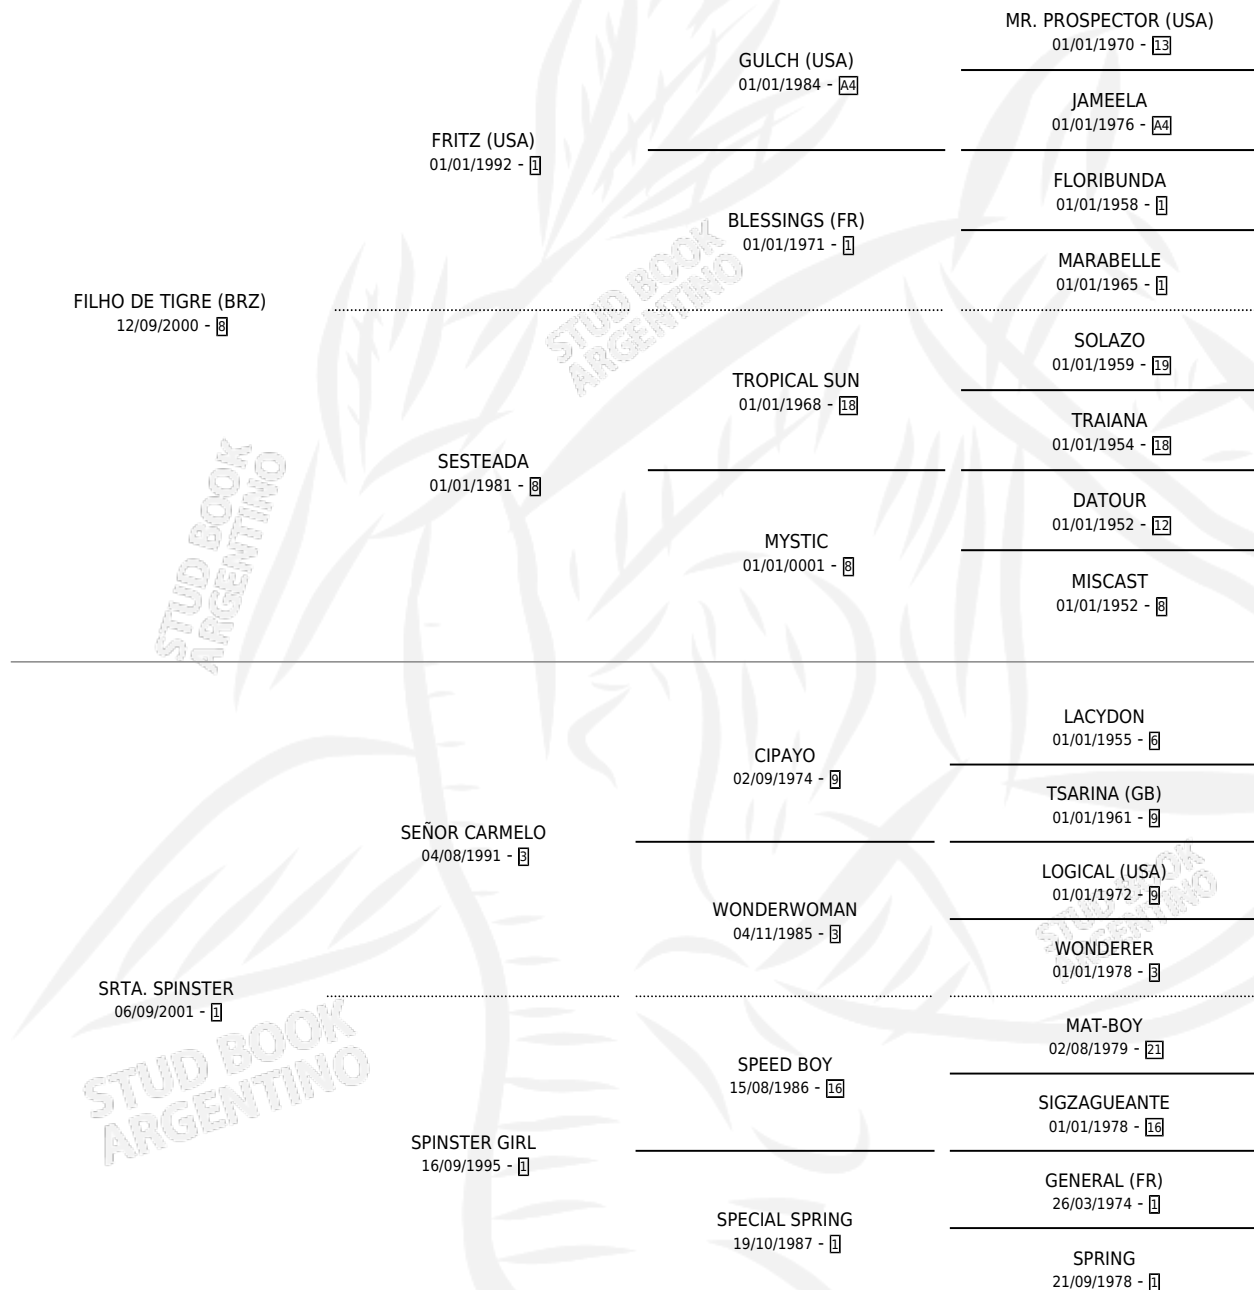 MR. PROSPECTOR (USA)
01/01/1970 - 13
GULCH (USA)
01/01/1984 - A4
JAMEELA
01/01/1976 - A4
FRITZ (USA)
01/01/1992 - 1
FLORIBUNDA
01/01/1958 - 1
BLESSINGS (FR)
01/01/1971 - 1
MARABELLE
01/01/1965 - 1
FILHO DE TIGRE (BRZ)
12/09/2000 - 8
SOLAZO
01/01/1959 - 19
TROPICAL SUN
01/01/1968 - 18
TRAIANA
01/01/1954 - 18
SESTEADA
01/01/1981 - 8
DATOUR
01/01/1952 - 12
MYSTIC
01/01/0001 - 8
MISCAST
01/01/1952 - 8
LACYDON
01/01/1955 - 6
CIPAYO
02/09/1974 - 9
TSARINA (GB)
01/01/1961 - 9
SEÑOR CARMELO
04/08/1991 - 3
LOGICAL (USA)
01/01/1972 - 9
WONDERWOMAN
04/11/1985 - 3
WONDERER
01/01/1978 - 3
SRTA. SPINSTER
06/09/2001 - 1
MAT-BOY
02/08/1979 - 21
SPEED BOY
15/08/1986 - 16
SIGZAGUEANTE
01/01/1978 - 16
SPINSTER GIRL
16/09/1995 - 1
GENERAL (FR)
26/03/1974 - 1
SPECIAL SPRING
19/10/1987 - 1
SPRING
21/09/1978 - 1
STUD BOOK
ARGENTINO
STUD BOOK
ARGENTINO
STUD BOOK
ARGENTINO
STUD BOOK
ARGENTINO